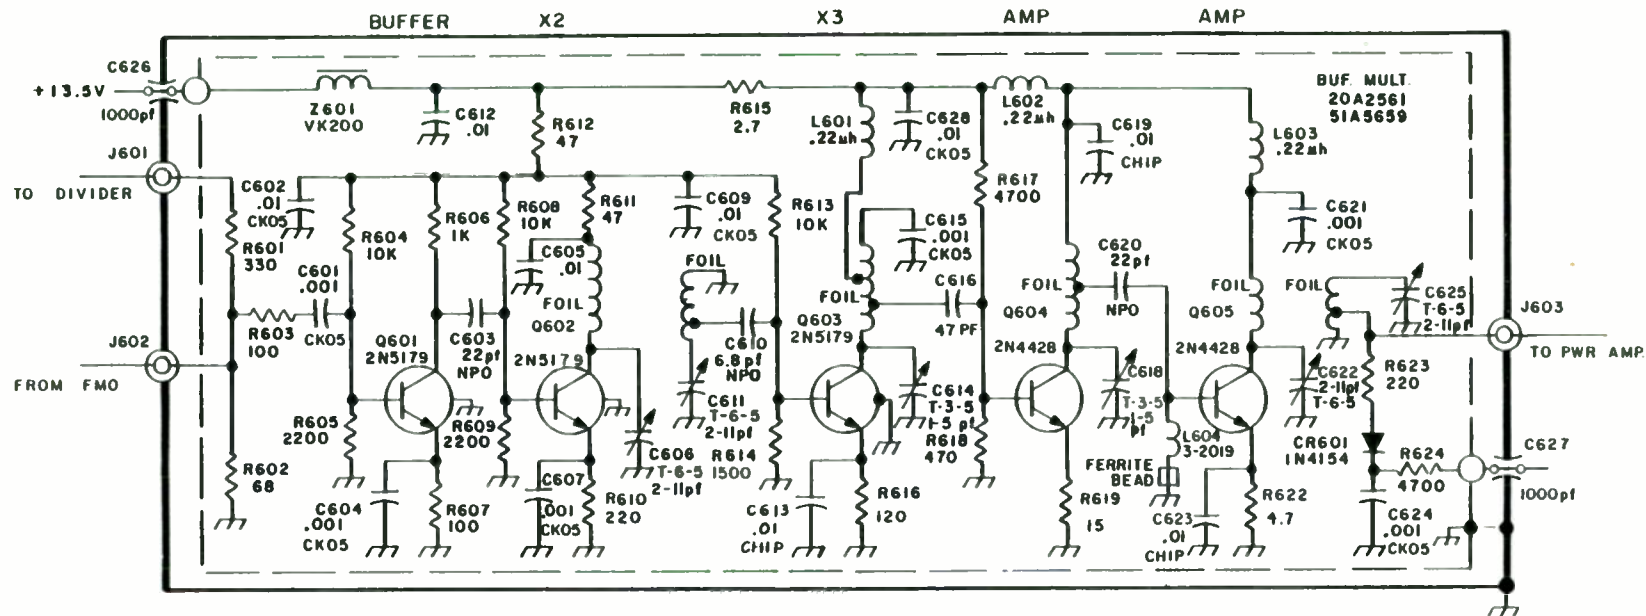 BUFFER
X2
X3
AMP
AMP
C626
+13.5V
1000pf
Z601
VK200
C612
.01
R612
47
R615
2.7
L601
.22uh
C628
.01
CK05
L602
.22uh
C619
.01
CHIP
L603
.22uh
BUF. MULT.
20A2561
51A5659
J601
TO DIVIDER
C602
.01
CK05
R601
330
R604
10K
R606
1K
R608
10K
R611
47
C609
.01
CK05
R613
10K
C615
.001
CK05
R617
4700
C621
.001
CK05
C601
.001
CK05
R603
100
C605
.01
FOIL
FOIL
FOIL
C616
47 PF
FOIL
C620
22pf
NPO
FOIL
FOIL
C625
T-6-5
2-11pf
J603
TO PWR AMP.
J602
FROM FMO
Q601
2N5179
C603
22pf
NPO
Q602
2N5179
C610
6.8pf
NPO
Q603
2N5179
Q604
2N4428
Q605
2N4428
R623
220
R605
2200
R609
2200
C606
T-6-5
2-11pf
C611
T-6-5
2-11pf
R614
1500
C614
T-3-5
1-5 pf
R618
470
C618
T-3-5
1-5
pf
C622
2-11pf
T-6-5
R602
68
C604
.001
CK05
R607
100
C607
.001
CK05
R610
220
C613
.01
CHIP
R616
120
R619
15
L604
3-2019
FERRITE
BEAD
C623
.01
CHIP
R622
4.7
CR601
1N4154
R624
4700
C624
.001
CK05
C627
1000pf